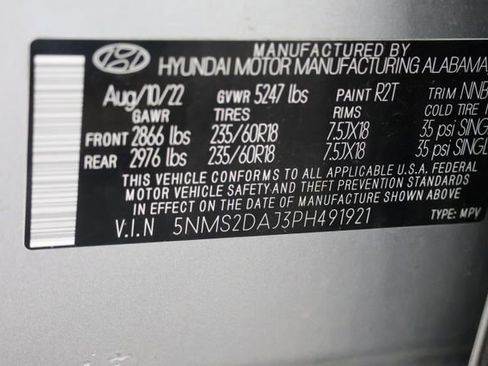 MANUFACTURED BY
HYUNDAI MOTOR MANUFACTURING ALABAMA,
Aug/10/22 GVWR 5247 lbs PAINT R2T TRIM NNB
GAWR TIRES RIMS COLD TIRE
FRONT 2866 lbs 235/60R18 7.5JX18 35 psi SINGL
REAR 2976 lbs 235/60R18 7.5JX18 35 psi SINGL
THIS VEHICLE CONFORMS TO ALL APPLICABLE U.S.A. FEDERAL
MOTOR VEHICLE SAFETY AND THEFT PREVENTION STANDARDS
IN EFFECT ON THE DATE OF MANUFACTURE SHOWN ABOVE.
V.I.N 5NMS2DAJ3PH491921 TYPE: MPV